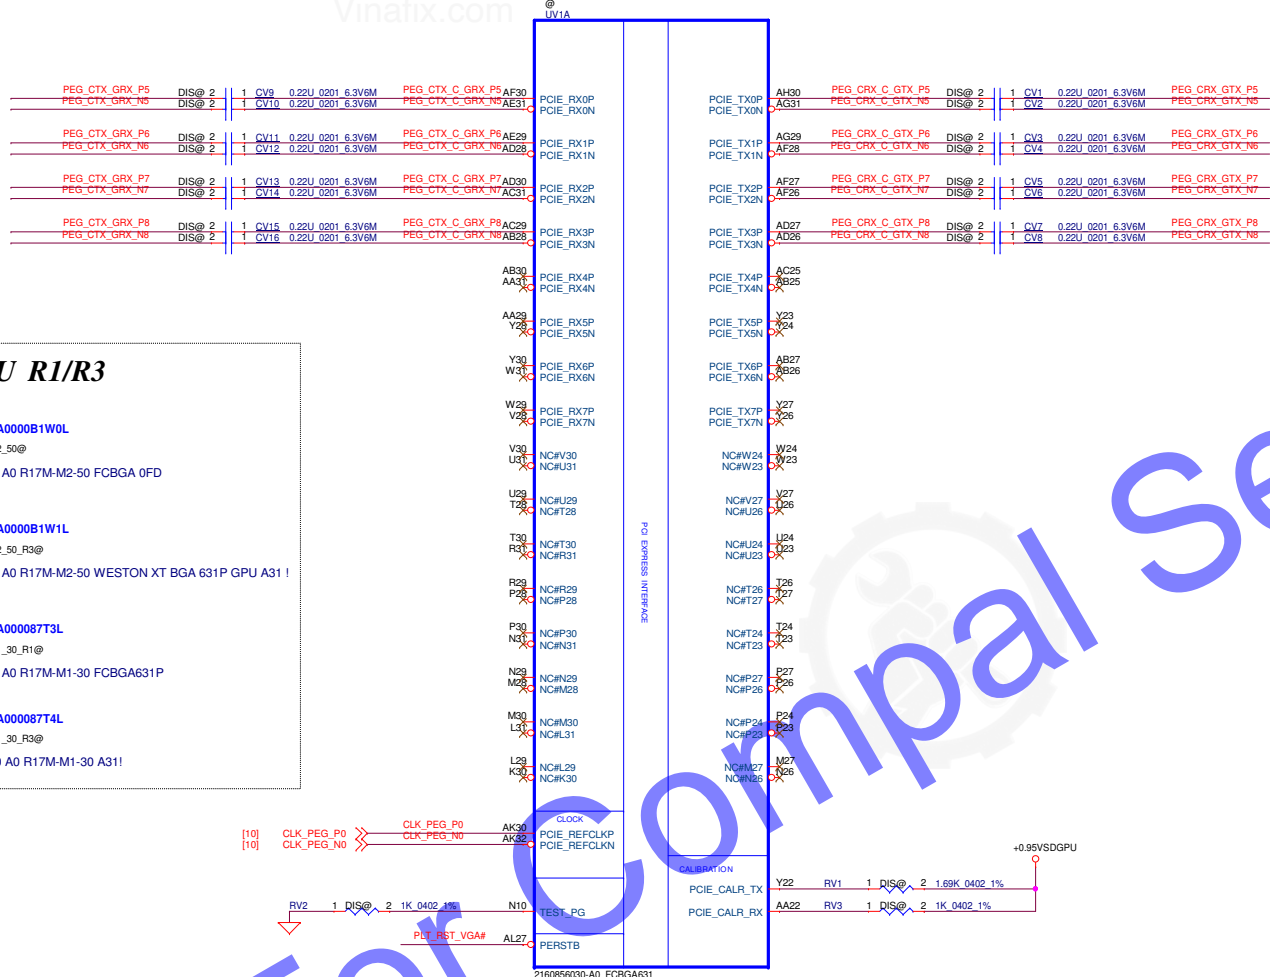 Vinafix.com
@
UV1A
PEG_CTX_GRX_P5 DIS@ 2 1 CV9 0.22U_0201_6.3V6M PEG_CTX_C_GRX_P5 AF30 PCIE_RX0P PCIE_TX0P AH30 PEG_CRX_C_GTX_P5 DIS@ 2 1 CV1 0.22U_0201_6.3V6M PEG_CRX_GTX_P5
PEG_CTX_GRX_N5 DIS@ 2 1 CV10 0.22U_0201_6.3V6M PEG_CTX_C_GRX_N5 AE31 PCIE_RX0N PCIE_TX0N AG31 PEG_CRX_C_GTX_N5 DIS@ 2 1 CV2 0.22U_0201_6.3V6M PEG_CRX_GTX_N5
PEG_CTX_GRX_P6 DIS@ 2 1 CV11 0.22U_0201_6.3V6M PEG_CTX_C_GRX_P6 AE29 PCIE_RX1P PCIE_TX1P AG29 PEG_CRX_C_GTX_P6 DIS@ 2 1 CV3 0.22U_0201_6.3V6M PEG_CRX_GTX_P6
PEG_CTX_GRX_N6 DIS@ 2 1 CV12 0.22U_0201_6.3V6M PEG_CTX_C_GRX_N6 AD28 PCIE_RX1N PCIE_TX1N AF28 PEG_CRX_C_GTX_N6 DIS@ 2 1 CV4 0.22U_0201_6.3V6M PEG_CRX_GTX_N6
PEG_CTX_GRX_P7 DIS@ 2 1 CV13 0.22U_0201_6.3V6M PEG_CTX_C_GRX_P7 AD30 PCIE_RX2P PCIE_TX2P AF27 PEG_CRX_C_GTX_P7 DIS@ 2 1 CV5 0.22U_0201_6.3V6M PEG_CRX_GTX_P7
PEG_CTX_GRX_N7 DIS@ 2 1 CV14 0.22U_0201_6.3V6M PEG_CTX_C_GRX_N7 AC31 PCIE_RX2N PCIE_TX2N AF26 PEG_CRX_C_GTX_N7 DIS@ 2 1 CV6 0.22U_0201_6.3V6M PEG_CRX_GTX_N7
PEG_CTX_GRX_P8 DIS@ 2 1 CV15 0.22U_0201_6.3V6M PEG_CTX_C_GRX_P8 AC29 PCIE_RX3P PCIE_TX3P AD27 PEG_CRX_C_GTX_P8 DIS@ 2 1 CV7 0.22U_0201_6.3V6M PEG_CRX_GTX_P8
PEG_CTX_GRX_N8 DIS@ 2 1 CV16 0.22U_0201_6.3V6M PEG_CTX_C_GRX_N8 AB28 PCIE_RX3N PCIE_TX3N AD26 PEG_CRX_C_GTX_N8 DIS@ 2 1 CV8 0.22U_0201_6.3V6M PEG_CRX_GTX_N8
AB30 PCIE_RX4P PCIE_TX4P AC25
AA31 PCIE_RX4N PCIE_TX4N AB25
AA29 PCIE_RX5P PCIE_TX5P Y23
Y28 PCIE_RX5N PCIE_TX5N Y24
Y30 PCIE_RX6P PCIE_TX6P AB27
W31 PCIE_RX6N PCIE_TX6N AB26
W29 PCIE_RX7P PCIE_TX7P Y27
V28 PCIE_RX7N PCIE_TX7N Y26
V30 NC#V30 NC#W24 W24
U31 NC#U31 NC#W23 W23
U29 NC#U29 NC#V27 V27
T28 NC#T28 NC#U26 U26
T30 NC#T30 NC#U24 U24
R31 NC#R31 NC#U23 U23
R29 NC#R29 NC#T26 T26
P28 NC#P28 NC#T27 T27
P30 NC#P30 NC#T24 T24
N31 NC#N31 NC#T23 T23
N29 NC#N29 NC#P27 P27
M28 NC#M28 NC#P26 P26
M30 NC#M30 NC#P24 P24
L31 NC#L31 NC#P23 P23
L29 NC#L29 NC#M27 M27
K30 NC#K30 NC#N26 N26
PCI EXPRESS INTERFACE
U R1/R3
A0000B1W0L
2_50@
A0 R17M-M2-50 FCBGA 0FD
A0000B1W1L
2_50_R3@
A0 R17M-M2-50 WESTON XT BGA 631P GPU A31 !
A000087T3L
_30_R1@
A0 R17M-M1-30 FCBGA631P
A000087T4L
_30_R3@
0 A0 R17M-M1-30 A31!
CLOCK
[10] CLK_PEG_P0 CLK_PEG_P0 AK30 PCIE_REFCLKP
[10] CLK_PEG_N0 CLK_PEG_N0 AK32 PCIE_REFCLKN
+0.95VSDGPU
CALIBRATION
PCIE_CALR_TX Y22 RV1 1 DIS@ 2 1.69K_0402_1%
RV2 1 DIS@ 2 1K_0402_1% N10 TEST_PG PCIE_CALR_RX AA22 RV3 1 DIS@ 2 1K_0402_1%
PLT_RST_VGA# AL27 PERSTB
2160856030-A0_FCBGA631
For Compal Se